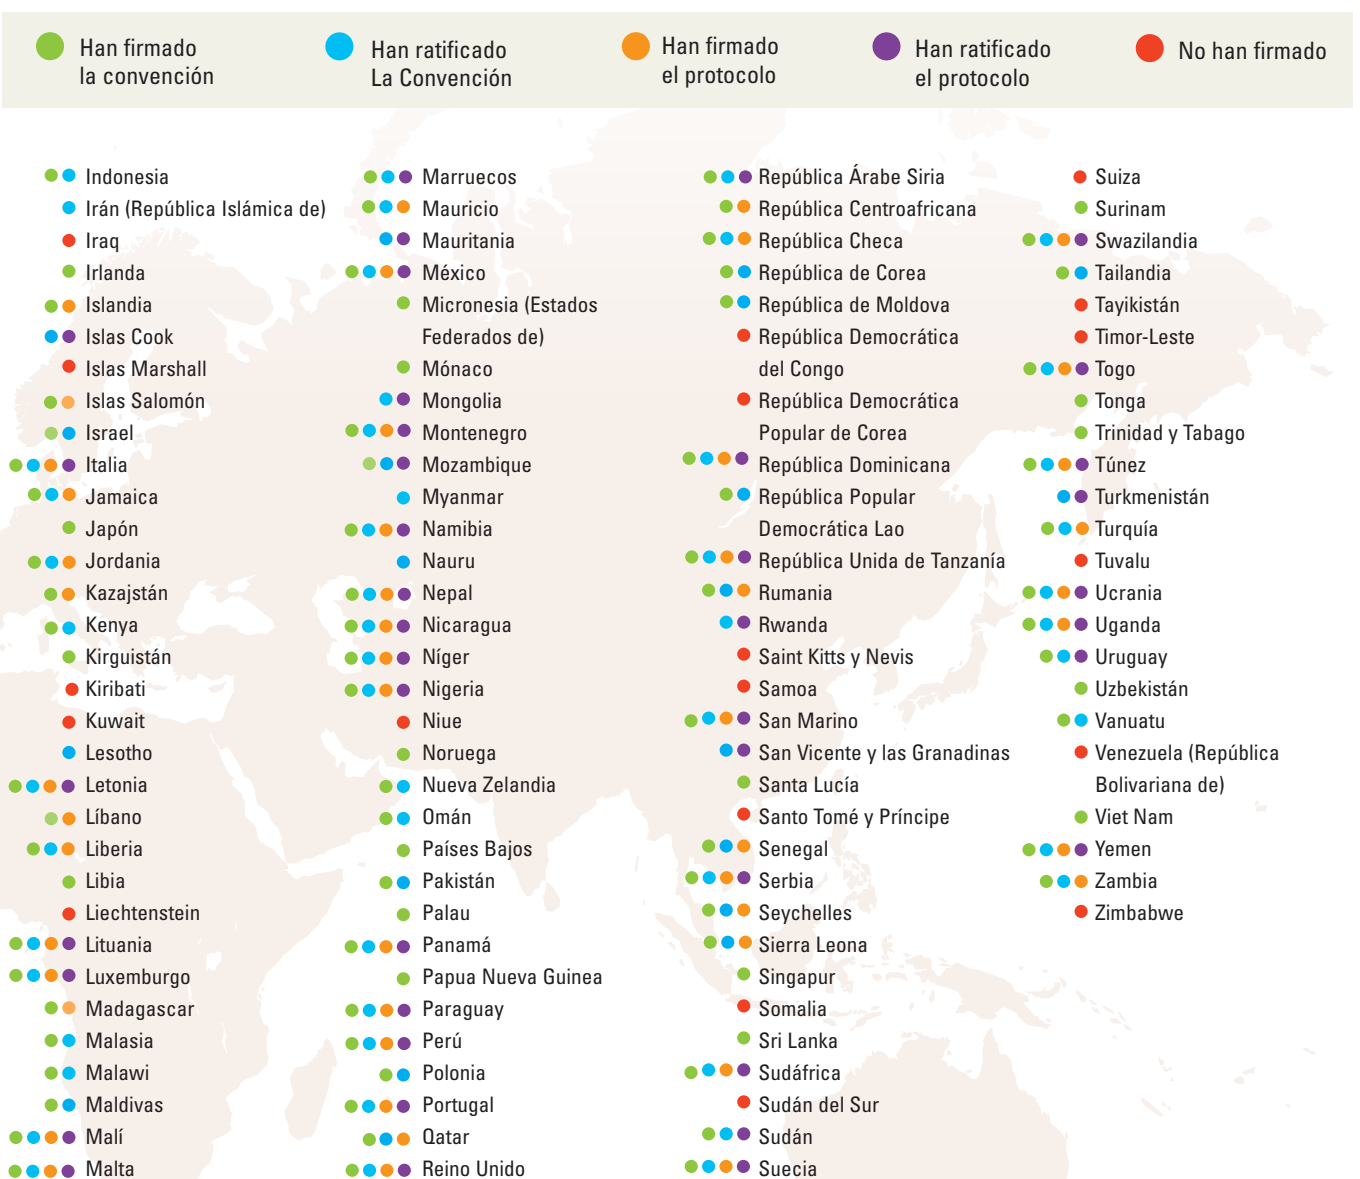 Han firmado
la convención
Han ratificado
La Convención
Han firmado
el protocolo
Han ratificado
el protocolo
No han firmado
Indonesia
Irán (República Islámica de)
Iraq
Irlanda
Islandia
Islas Cook
Islas Marshall
Islas Salomón
Israel
Italia
Jamaica
Japón
Jordania
Kazajstán
Kenya
Kirguistán
Kiribati
Kuwait
Lesotho
Letonia
Líbano
Liberia
Libia
Liechtenstein
Lituania
Luxemburgo
Madagascar
Malasia
Malawi
Maldivas
Malí
Malta
Marruecos
Mauricio
Mauritania
México
Micronesia (Estados
Federados de)
Mónaco
Mongolia
Montenegro
Mozambique
Myanmar
Namibia
Nauru
Nepal
Nicaragua
Níger
Nigeria
Niue
Noruega
Nueva Zelandia
Omán
Países Bajos
Pakistán
Palau
Panamá
Papua Nueva Guinea
Paraguay
Perú
Polonia
Portugal
Qatar
Reino Unido
República Árabe Siria
República Centroafricana
República Checa
República de Corea
República de Moldova
República Democrática
del Congo
República Democrática
Popular de Corea
República Dominicana
República Popular
Democrática Lao
República Unida de Tanzanía
Rumania
Rwanda
Saint Kitts y Nevis
Samoa
San Marino
San Vicente y las Granadinas
Santa Lucía
Santo Tomé y Príncipe
Senegal
Serbia
Seychelles
Sierra Leona
Singapur
Somalia
Sri Lanka
Sudáfrica
Sudán del Sur
Sudán
Suecia
Suiza
Surinam
Swazilandia
Tailandia
Tayikistán
Timor-Leste
Togo
Tonga
Trinidad y Tabago
Túnez
Turkmenistán
Turquía
Tuvalu
Ucrania
Uganda
Uruguay
Uzbekistán
Vanuatu
Venezuela (República
Bolivariana de)
Viet Nam
Yemen
Zambia
Zimbabwe